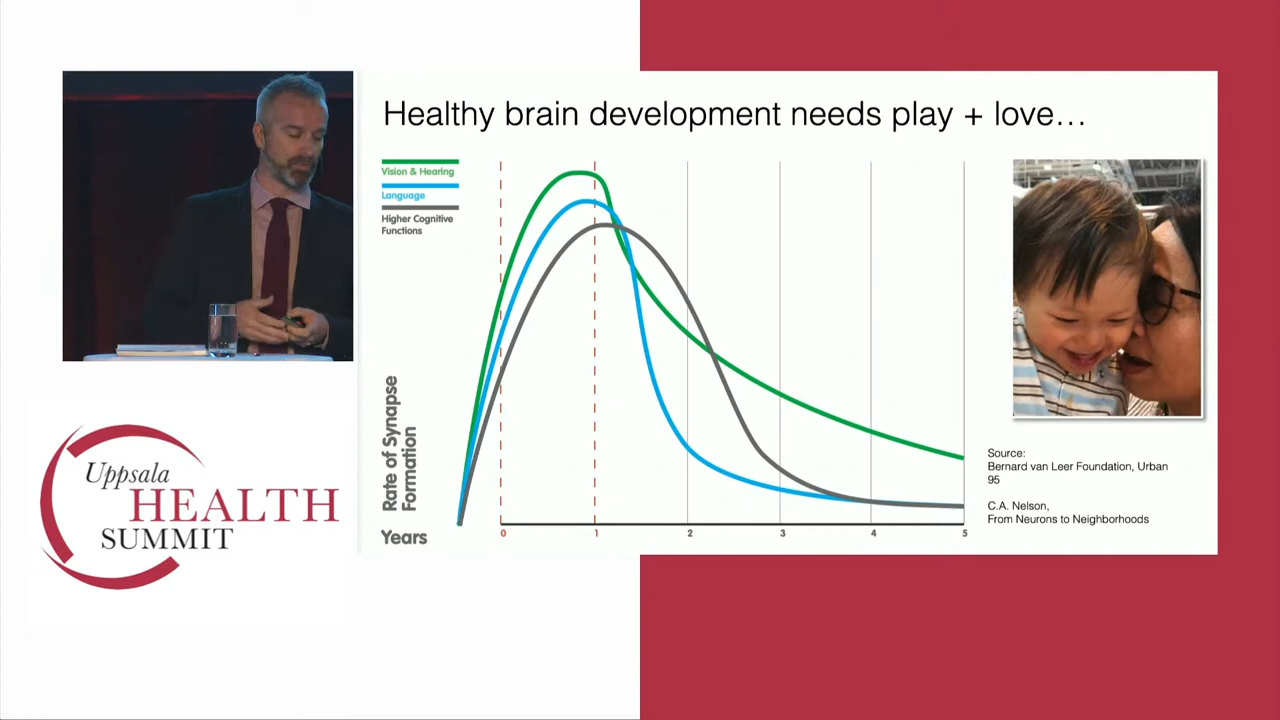 Healthy brain development needs play + love…
Vision & Hearing
Language
Higher Cognitive
Functions
Rate of Synapse
Formation
Years
0
1
2
3
4
5
Source:
Bernard van Leer Foundation, Urban
95
C.A. Nelson,
From Neurons to Neighborhoods
Uppsala
HEALTH
SUMMIT